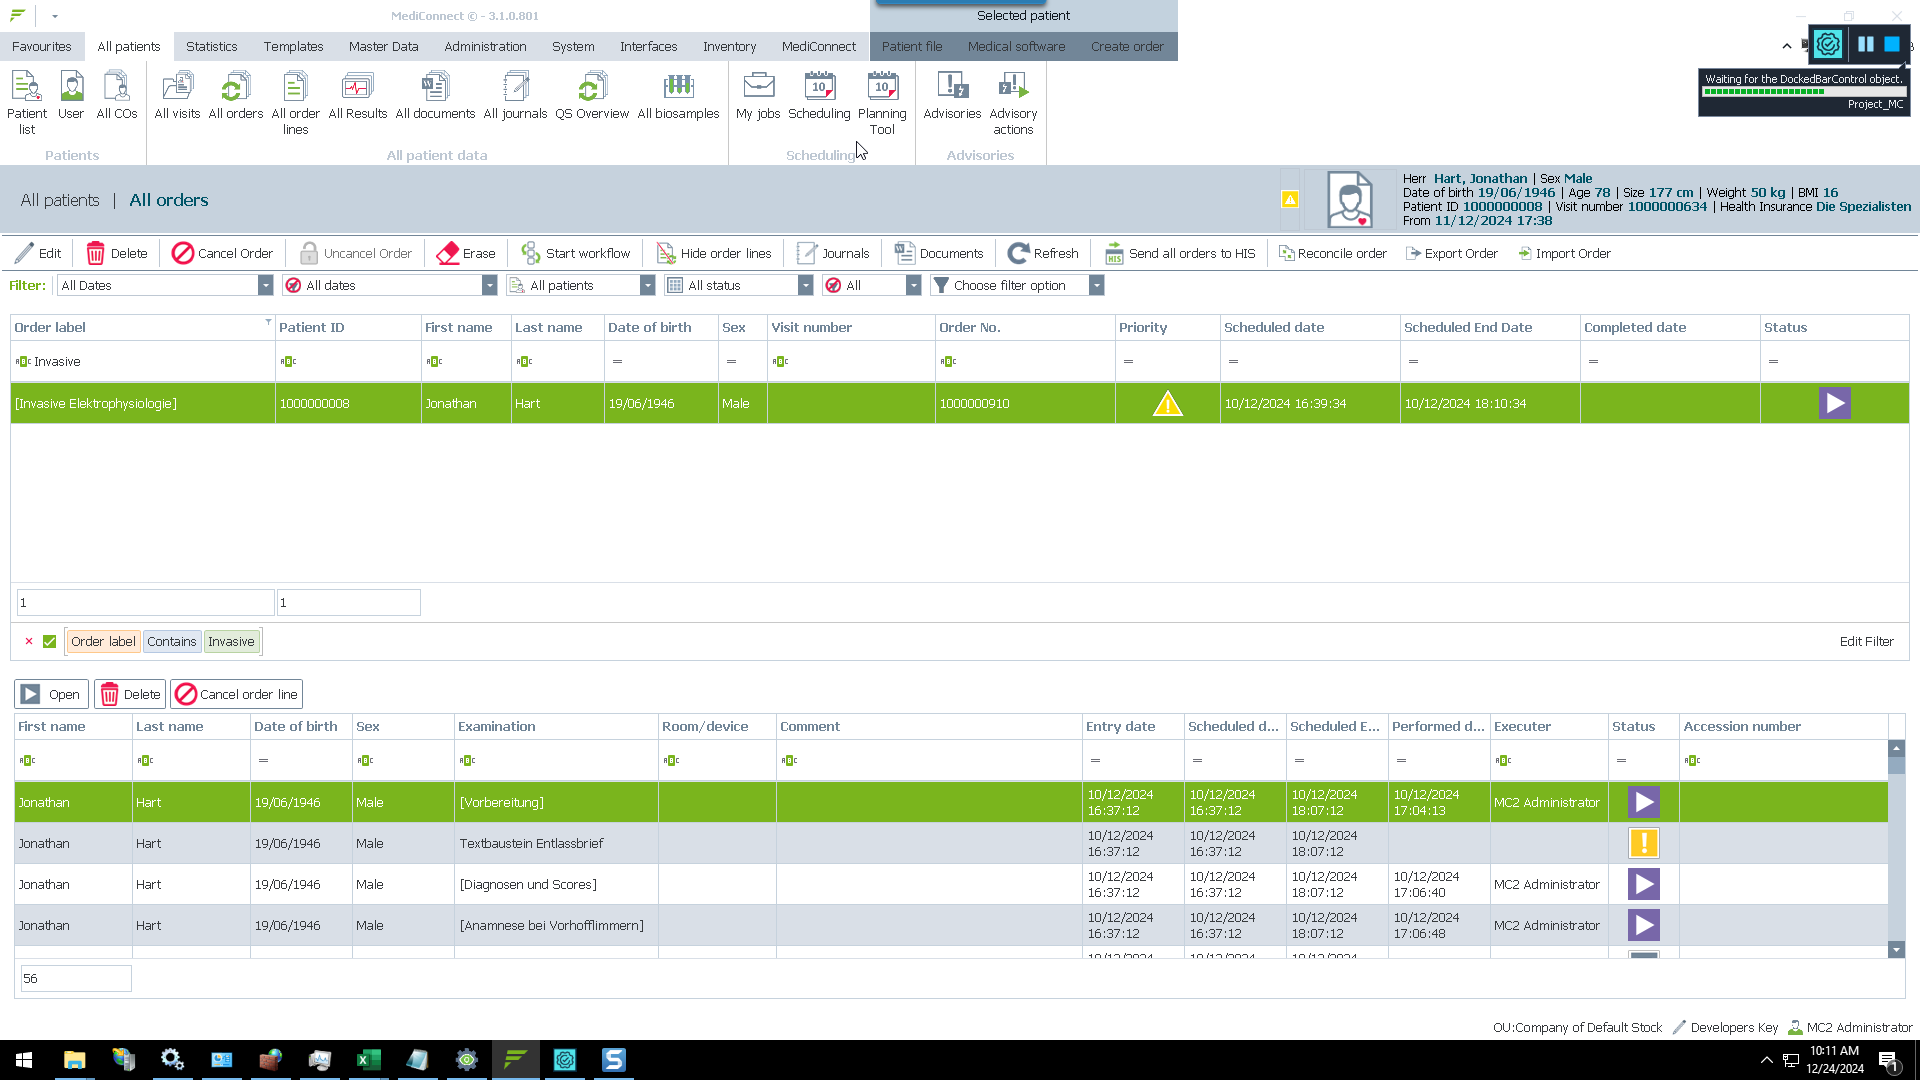 MediConnect © - 3.1.0.801
Selected patient
Favourites
All patients
Statistics
Templates
Master Data
Administration
System
Interfaces
Inventory
MediConnect
Patient file
Medical software
Create order
Waiting for the DockedBarControl object.
Project_MC
Patient list
User
All COs
All visits
All orders
All order lines
All Results
All documents
All journals
QS Overview
All biosamples
My jobs
Scheduling
Planning Tool
Advisories
Advisory actions
Patients
All patient data
Scheduling
Advisories
All patients | All orders
Herr Hart, Jonathan | Sex Male
Date of birth 19/06/1946 | Age 78 | Size 177 cm | Weight 50 kg | BMI 16
Patient ID 1000000008 | Visit number 1000000634 | Health Insurance Die Spezialisten
From 11/12/2024 17:38
Edit
Delete
Cancel Order
Uncancel Order
Erase
Start workflow
Hide order lines
Journals
Documents
Refresh
HIS
Send all orders to HIS
Reconcile order
Export Order
Import Order
Filter:
All Dates
All dates
All patients
All status
All
Choose filter option
Order label
Patient ID
First name
Last name
Date of birth
Sex
Visit number
Order No.
Priority
Scheduled date
Scheduled End Date
Completed date
Status
Invasive
[Invasive Elektrophysiologie] 1000000008 Jonathan Hart 19/06/1946 Male 1000000910 10/12/2024 16:39:34 10/12/2024 18:10:34
1
1
Order label Contains Invasive
Edit Filter
Open
Delete
Cancel order line
First name
Last name
Date of birth
Sex
Examination
Room/device
Comment
Entry date
Scheduled d...
Scheduled E...
Performed d...
Executer
Status
Accession number
Jonathan Hart 19/06/1946 Male [Vorbereitung] 10/12/2024 16:37:12 10/12/2024 16:37:12 10/12/2024 18:07:12 10/12/2024 17:04:13 MC2 Administrator
Jonathan Hart 19/06/1946 Male Textbaustein Entlassbrief 10/12/2024 16:37:12 10/12/2024 16:37:12 10/12/2024 18:07:12
Jonathan Hart 19/06/1946 Male [Diagnosen und Scores] 10/12/2024 16:37:12 10/12/2024 16:37:12 10/12/2024 18:07:12 10/12/2024 17:06:40 MC2 Administrator
Jonathan Hart 19/06/1946 Male [Anamnese bei Vorhofflimmern] 10/12/2024 16:37:12 10/12/2024 16:37:12 10/12/2024 18:07:12 10/12/2024 17:06:48 MC2 Administrator
56
OU:Company of Default Stock
Developers Key
MC2 Administrator
10:11 AM
12/24/2024
1